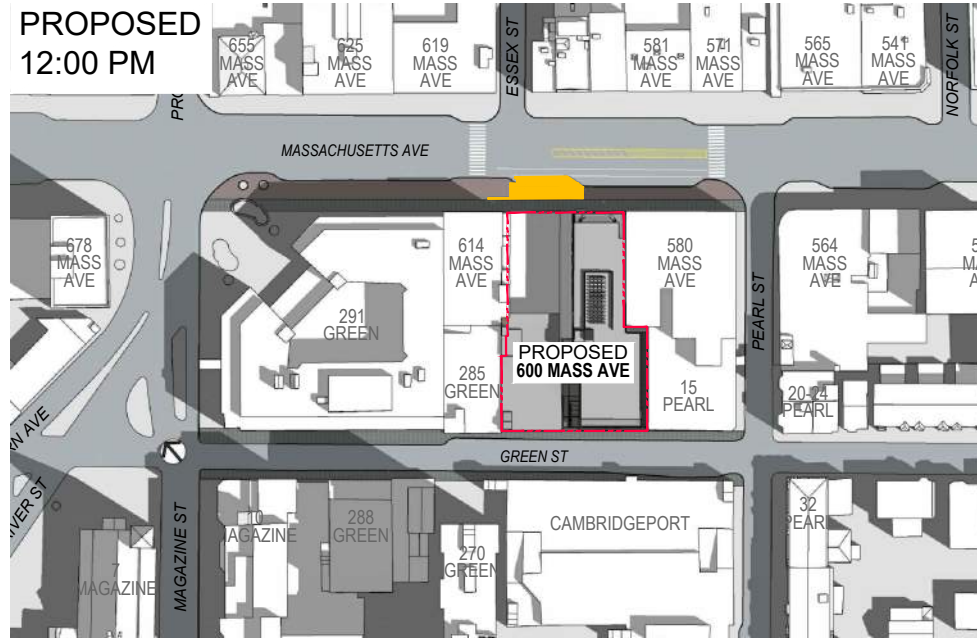 PROPOSED
12:00 PM
655
MASS
AVE
625
MASS
AVE
619
MASS
AVE
ESSEX ST
581
MASS
AVE
571
MASS
AVE
565
MASS
AVE
541
MASS
AVE
NORFOLK ST
PRO
MASSACHUSETTS AVE
678
MASS
AVE
614
MASS
AVE
580
MASS
AVE
564
MASS
AVE
291
GREEN
PEARL ST
PROPOSED
600 MASS AVE
285
GREEN
15
PEARL
20-24
PEARL
GREEN ST
MAGAZINE ST
288
GREEN
270
GREEN
CAMBRIDGEPORT
32
PEARL
7
MAGAZINE